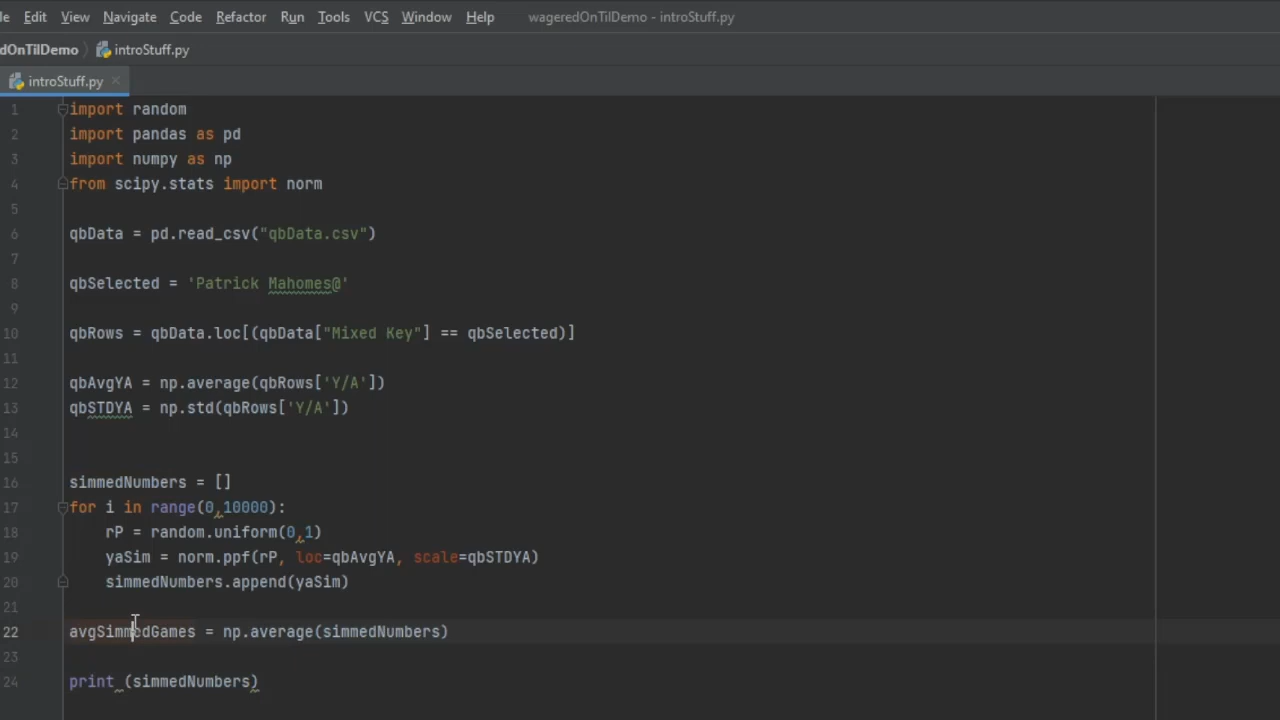 le Edit View Navigate Code Refactor Run Tools VCS Window Help wageredOnTilDemo - introStuff.py
dOnTilDemo introStuff.py
introStuff.py
1 import random
2 import pandas as pd
3 import numpy as np
4 from scipy.stats import norm
5
6 qbData = pd.read_csv("qbData.csv")
7
8 qbSelected = 'Patrick Mahomes@'
9
10 qbRows = qbData.loc[(qbData["Mixed Key"] == qbSelected)]
11
12 qbAvgYA = np.average(qbRows['Y/A'])
13 qbSTDYA = np.std(qbRows['Y/A'])
14
15
16 simmedNumbers = []
17 for i in range(0,10000):
18 rP = random.uniform(0,1)
19 yaSim = norm.ppf(rP, loc=qbAvgYA, scale=qbSTDYA)
20 simmedNumbers.append(yaSim)
21
22 avgSimmedGames = np.average(simmedNumbers)
23
24 print (simmedNumbers)